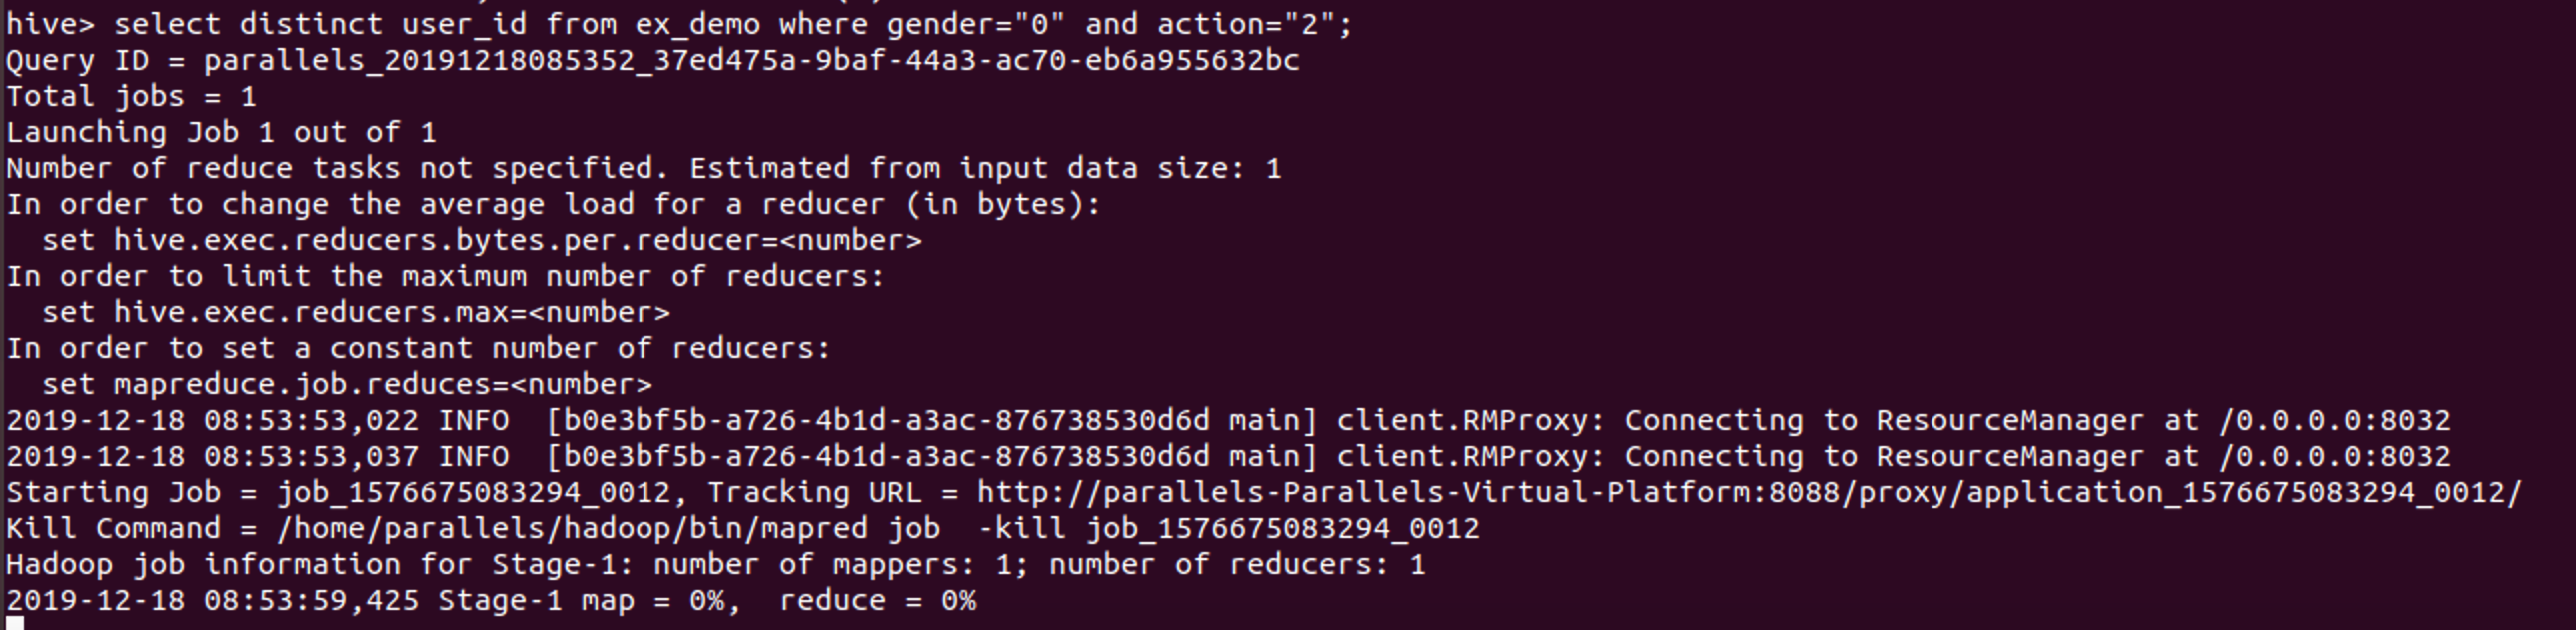 hive> select distinct user_id from ex_demo where gender="0" and action="2";
Query ID = parallels_20191218085352_37ed475a-9baf-44a3-ac70-eb6a955632bc
Total jobs = 1
Launching Job 1 out of 1
Number of reduce tasks not specified. Estimated from input data size: 1
In order to change the average load for a reducer (in bytes):
  set hive.exec.reducers.bytes.per.reducer=<number>
In order to limit the maximum number of reducers:
  set hive.exec.reducers.max=<number>
In order to set a constant number of reducers:
  set mapreduce.job.reduces=<number>
2019-12-18 08:53:53,022 INFO  [b0e3bf5b-a726-4b1d-a3ac-876738530d6d main] client.RMProxy: Connecting to ResourceManager at /0.0.0.0:8032
2019-12-18 08:53:53,037 INFO  [b0e3bf5b-a726-4b1d-a3ac-876738530d6d main] client.RMProxy: Connecting to ResourceManager at /0.0.0.0:8032
Starting Job = job_1576675083294_0012, Tracking URL = http://parallels-Parallels-Virtual-Platform:8088/proxy/application_1576675083294_0012/
Kill Command = /home/parallels/hadoop/bin/mapred job  -kill job_1576675083294_0012
Hadoop job information for Stage-1: number of mappers: 1; number of reducers: 1
2019-12-18 08:53:59,425 Stage-1 map = 0%,  reduce = 0%